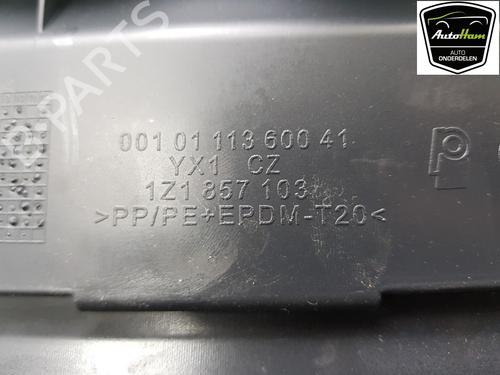 AutoHam
AUTO
ONDERDELEN
PARTS
001 01 113 600 41
YX1 CZ
1Z1 857 103
>PP/PE+EPDM-T20<